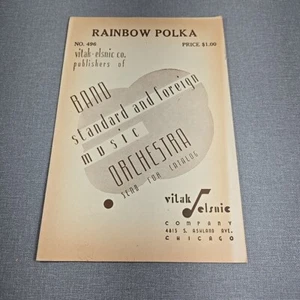 RAINBOW POLKA
NO. 496 PRICE $1.00
vitak-elsnic co.
publishers of
BAND
standard and foreign
music
ORCHESTRA
SEND FOR CATALOG
vitak
elsnic
COMPANY
4815 S. ASHLAND AVE.
CHICAGO